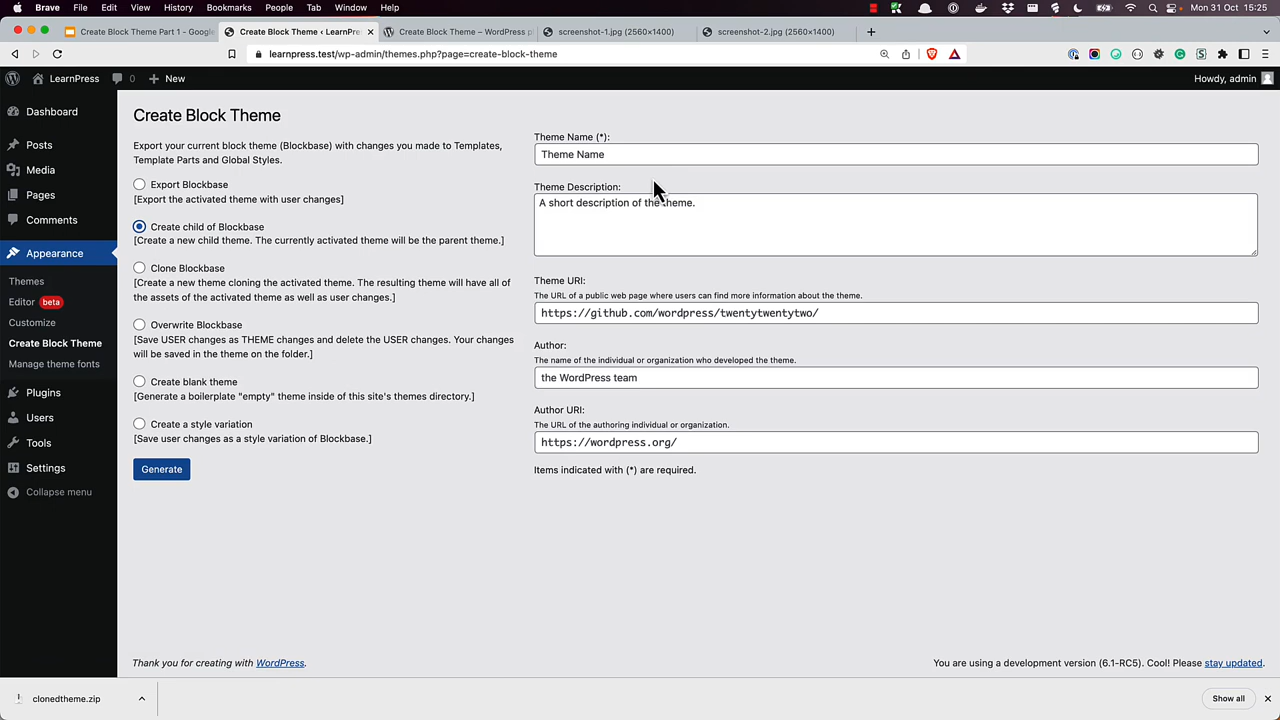 Brave File Edit View History Bookmarks People Tab Window Help Mon 31 Oct 15:25
Create Block Theme Part 1 - Google
Create Block Theme ‹ LearnPres
Create Block Theme – WordPress p
screenshot-1.jpg (2560×1400)
screenshot-2.jpg (2560×1400)
learnpress.test/wp-admin/themes.php?page=create-block-theme
LearnPress 0 New Howdy, admin
Dashboard
Posts
Media
Pages
Comments
Appearance
Themes
Editor beta
Customize
Create Block Theme
Manage theme fonts
Plugins
Users
Tools
Settings
Collapse menu
Create Block Theme
Export your current block theme (Blockbase) with changes you made to Templates,
Template Parts and Global Styles.
Export Blockbase
[Export the activated theme with user changes]
Create child of Blockbase
[Create a new child theme. The currently activated theme will be the parent theme.]
Clone Blockbase
[Create a new theme cloning the activated theme. The resulting theme will have all of
the assets of the activated theme as well as user changes.]
Overwrite Blockbase
[Save USER changes as THEME changes and delete the USER changes. Your changes
will be saved in the theme on the folder.]
Create blank theme
[Generate a boilerplate "empty" theme inside of this site's themes directory.]
Create a style variation
[Save user changes as a style variation of Blockbase.]
Generate
Theme Name (*):
Theme Name
Theme Description:
A short description of the theme.
Theme URI:
The URL of a public web page where users can find more information about the theme.
https://github.com/wordpress/twentytwentytwo/
Author:
The name of the individual or organization who developed the theme.
the WordPress team
Author URI:
The URL of the authoring individual or organization.
https://wordpress.org/
Items indicated with (*) are required.
Thank you for creating with WordPress.
You are using a development version (6.1-RC5). Cool! Please stay updated.
clonedtheme.zip
Show all